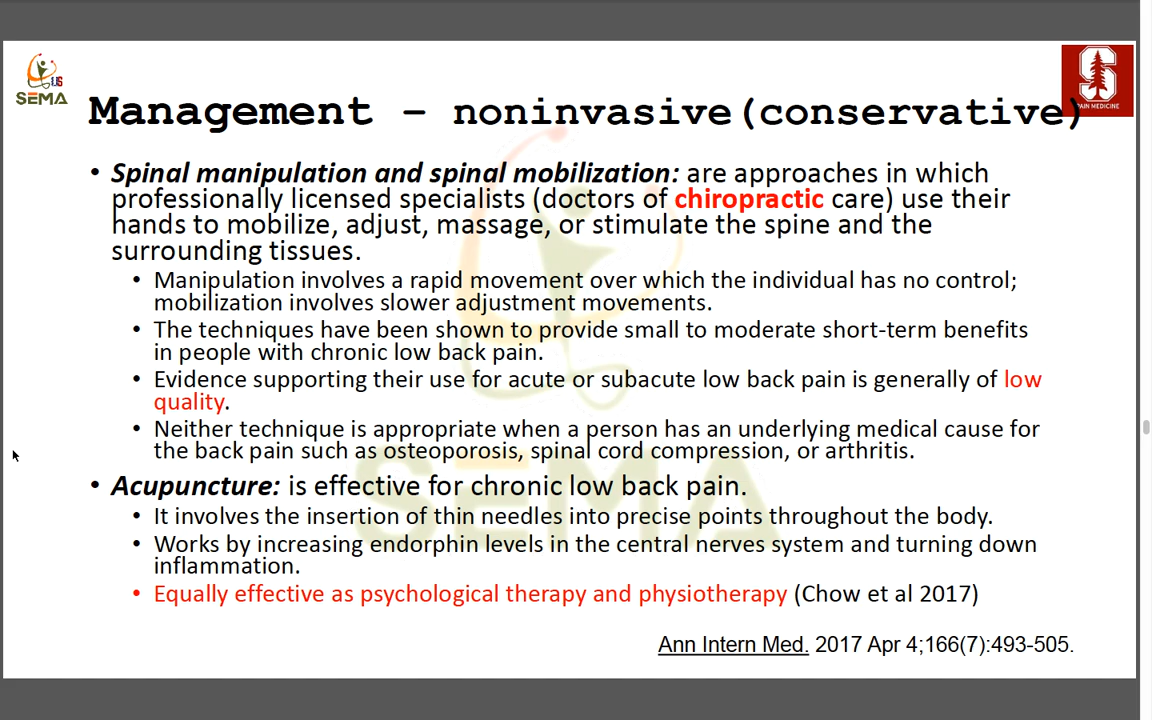 US
SEMA
PAIN MEDICINE
Management – noninvasive(conservative)
• Spinal manipulation and spinal mobilization: are approaches in which
professionally licensed specialists (doctors of chiropractic care) use their
hands to mobilize, adjust, massage, or stimulate the spine and the
surrounding tissues.
• Manipulation involves a rapid movement over which the individual has no control;
mobilization involves slower adjustment movements.
• The techniques have been shown to provide small to moderate short-term benefits
in people with chronic low back pain.
• Evidence supporting their use for acute or subacute low back pain is generally of low
quality.
• Neither technique is appropriate when a person has an underlying medical cause for
the back pain such as osteoporosis, spinal cord compression, or arthritis.
• Acupuncture: is effective for chronic low back pain.
• It involves the insertion of thin needles into precise points throughout the body.
• Works by increasing endorphin levels in the central nerves system and turning down
inflammation.
• Equally effective as psychological therapy and physiotherapy (Chow et al 2017)
Ann Intern Med. 2017 Apr 4;166(7):493-505.
SEMA